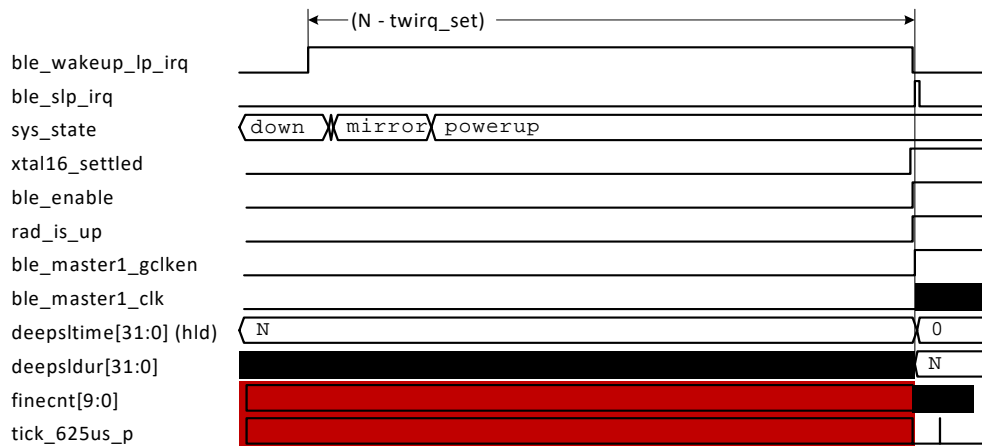 (N - twirq_set)
ble_wakeup_lp_irq
ble_slp_irq
sys_state down mirror powerup
xtal16_settled
ble_enable
rad_is_up
ble_master1_gclken
ble_master1_clk
deepsltime[31:0] (hld) N 0
deepsldur[31:0] N
finecnt[9:0]
tick_625us_p